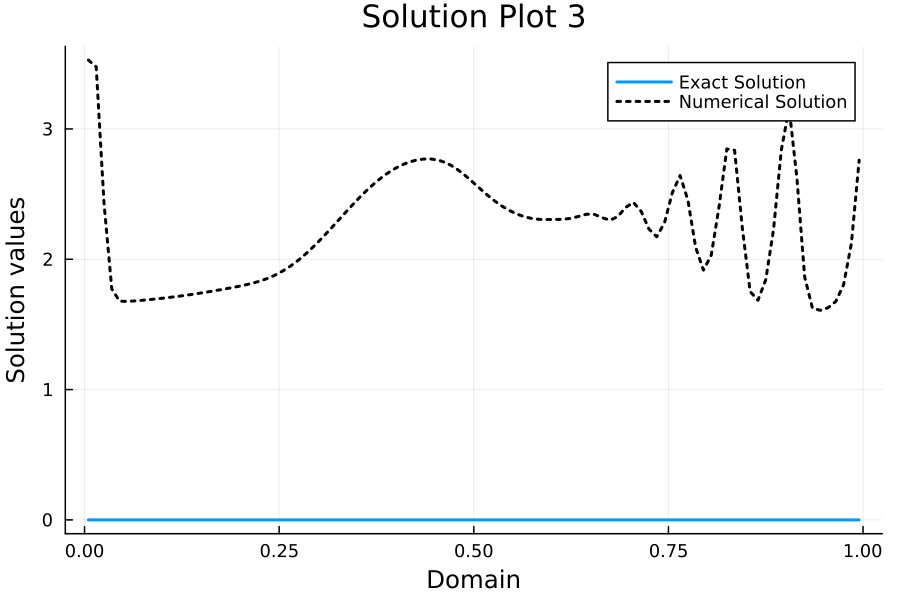 Solution Plot 3
Exact Solution
Numerical Solution
Solution values
3
2
1
0
0.00 0.25 0.50 0.75 1.00
Domain